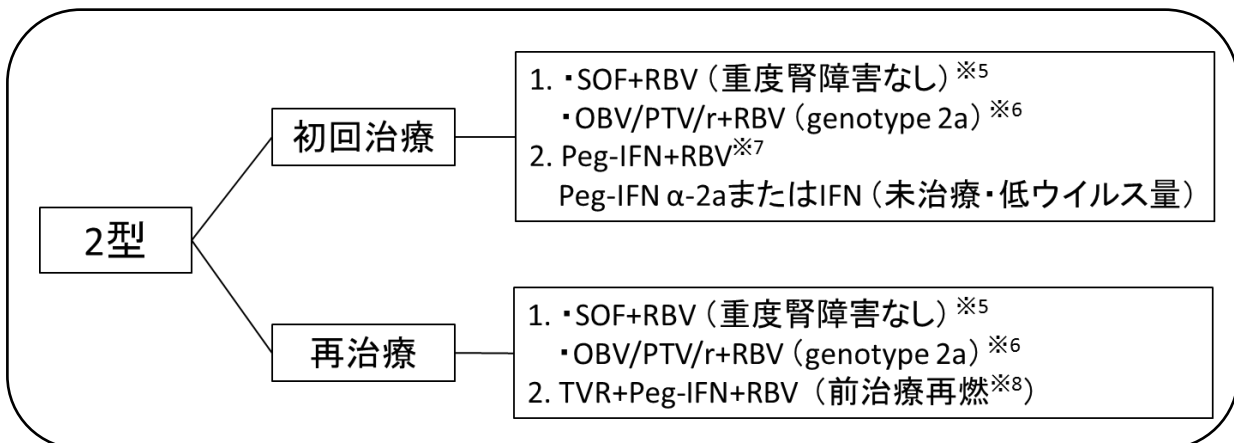 2型
初回治療
1. ・SOF+RBV（重度腎障害なし）※5
・OBV/PTV/r+RBV（genotype 2a）※6
2. Peg-IFN+RBV※7
Peg-IFN α-2aまたはIFN（未治療・低ウイルス量）
再治療
1. ・SOF+RBV（重度腎障害なし）※5
・OBV/PTV/r+RBV（genotype 2a）※6
2. TVR+Peg-IFN+RBV（前治療再燃※8）